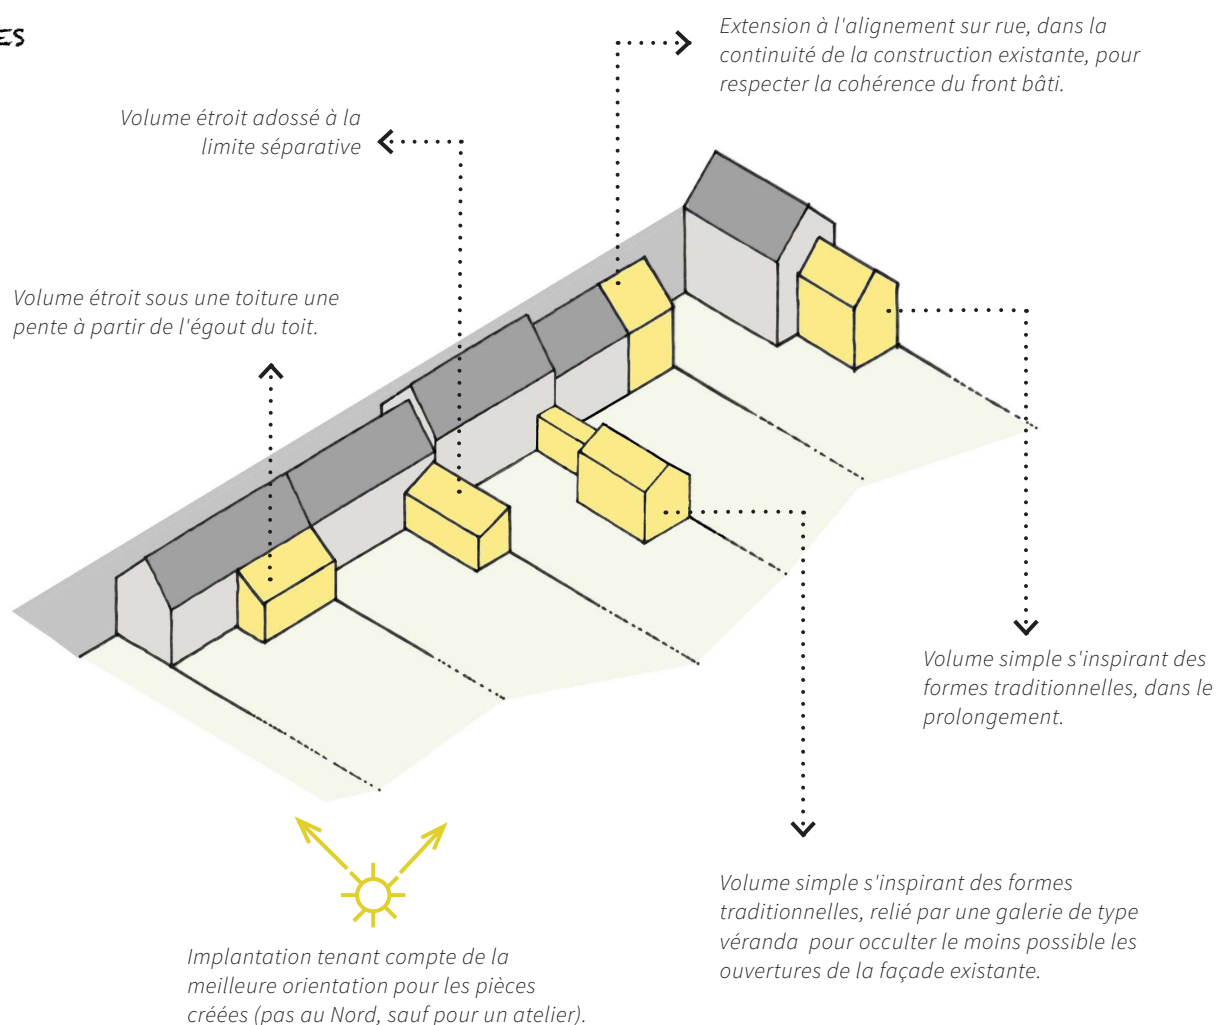 ES
Extension à l'alignement sur rue, dans la
continuité de la construction existante, pour
respecter la cohérence du front bâti.
Volume étroit adossé à la
limite séparative
Volume étroit sous une toiture une
pente à partir de l'égout du toit.
Volume simple s'inspirant des
formes traditionnelles, dans le
prolongement.
Volume simple s'inspirant des formes
traditionnelles, relié par une galerie de type
véranda pour occulter le moins possible les
ouvertures de la façade existante.
Implantation tenant compte de la
meilleure orientation pour les pièces
créées (pas au Nord, sauf pour un atelier).